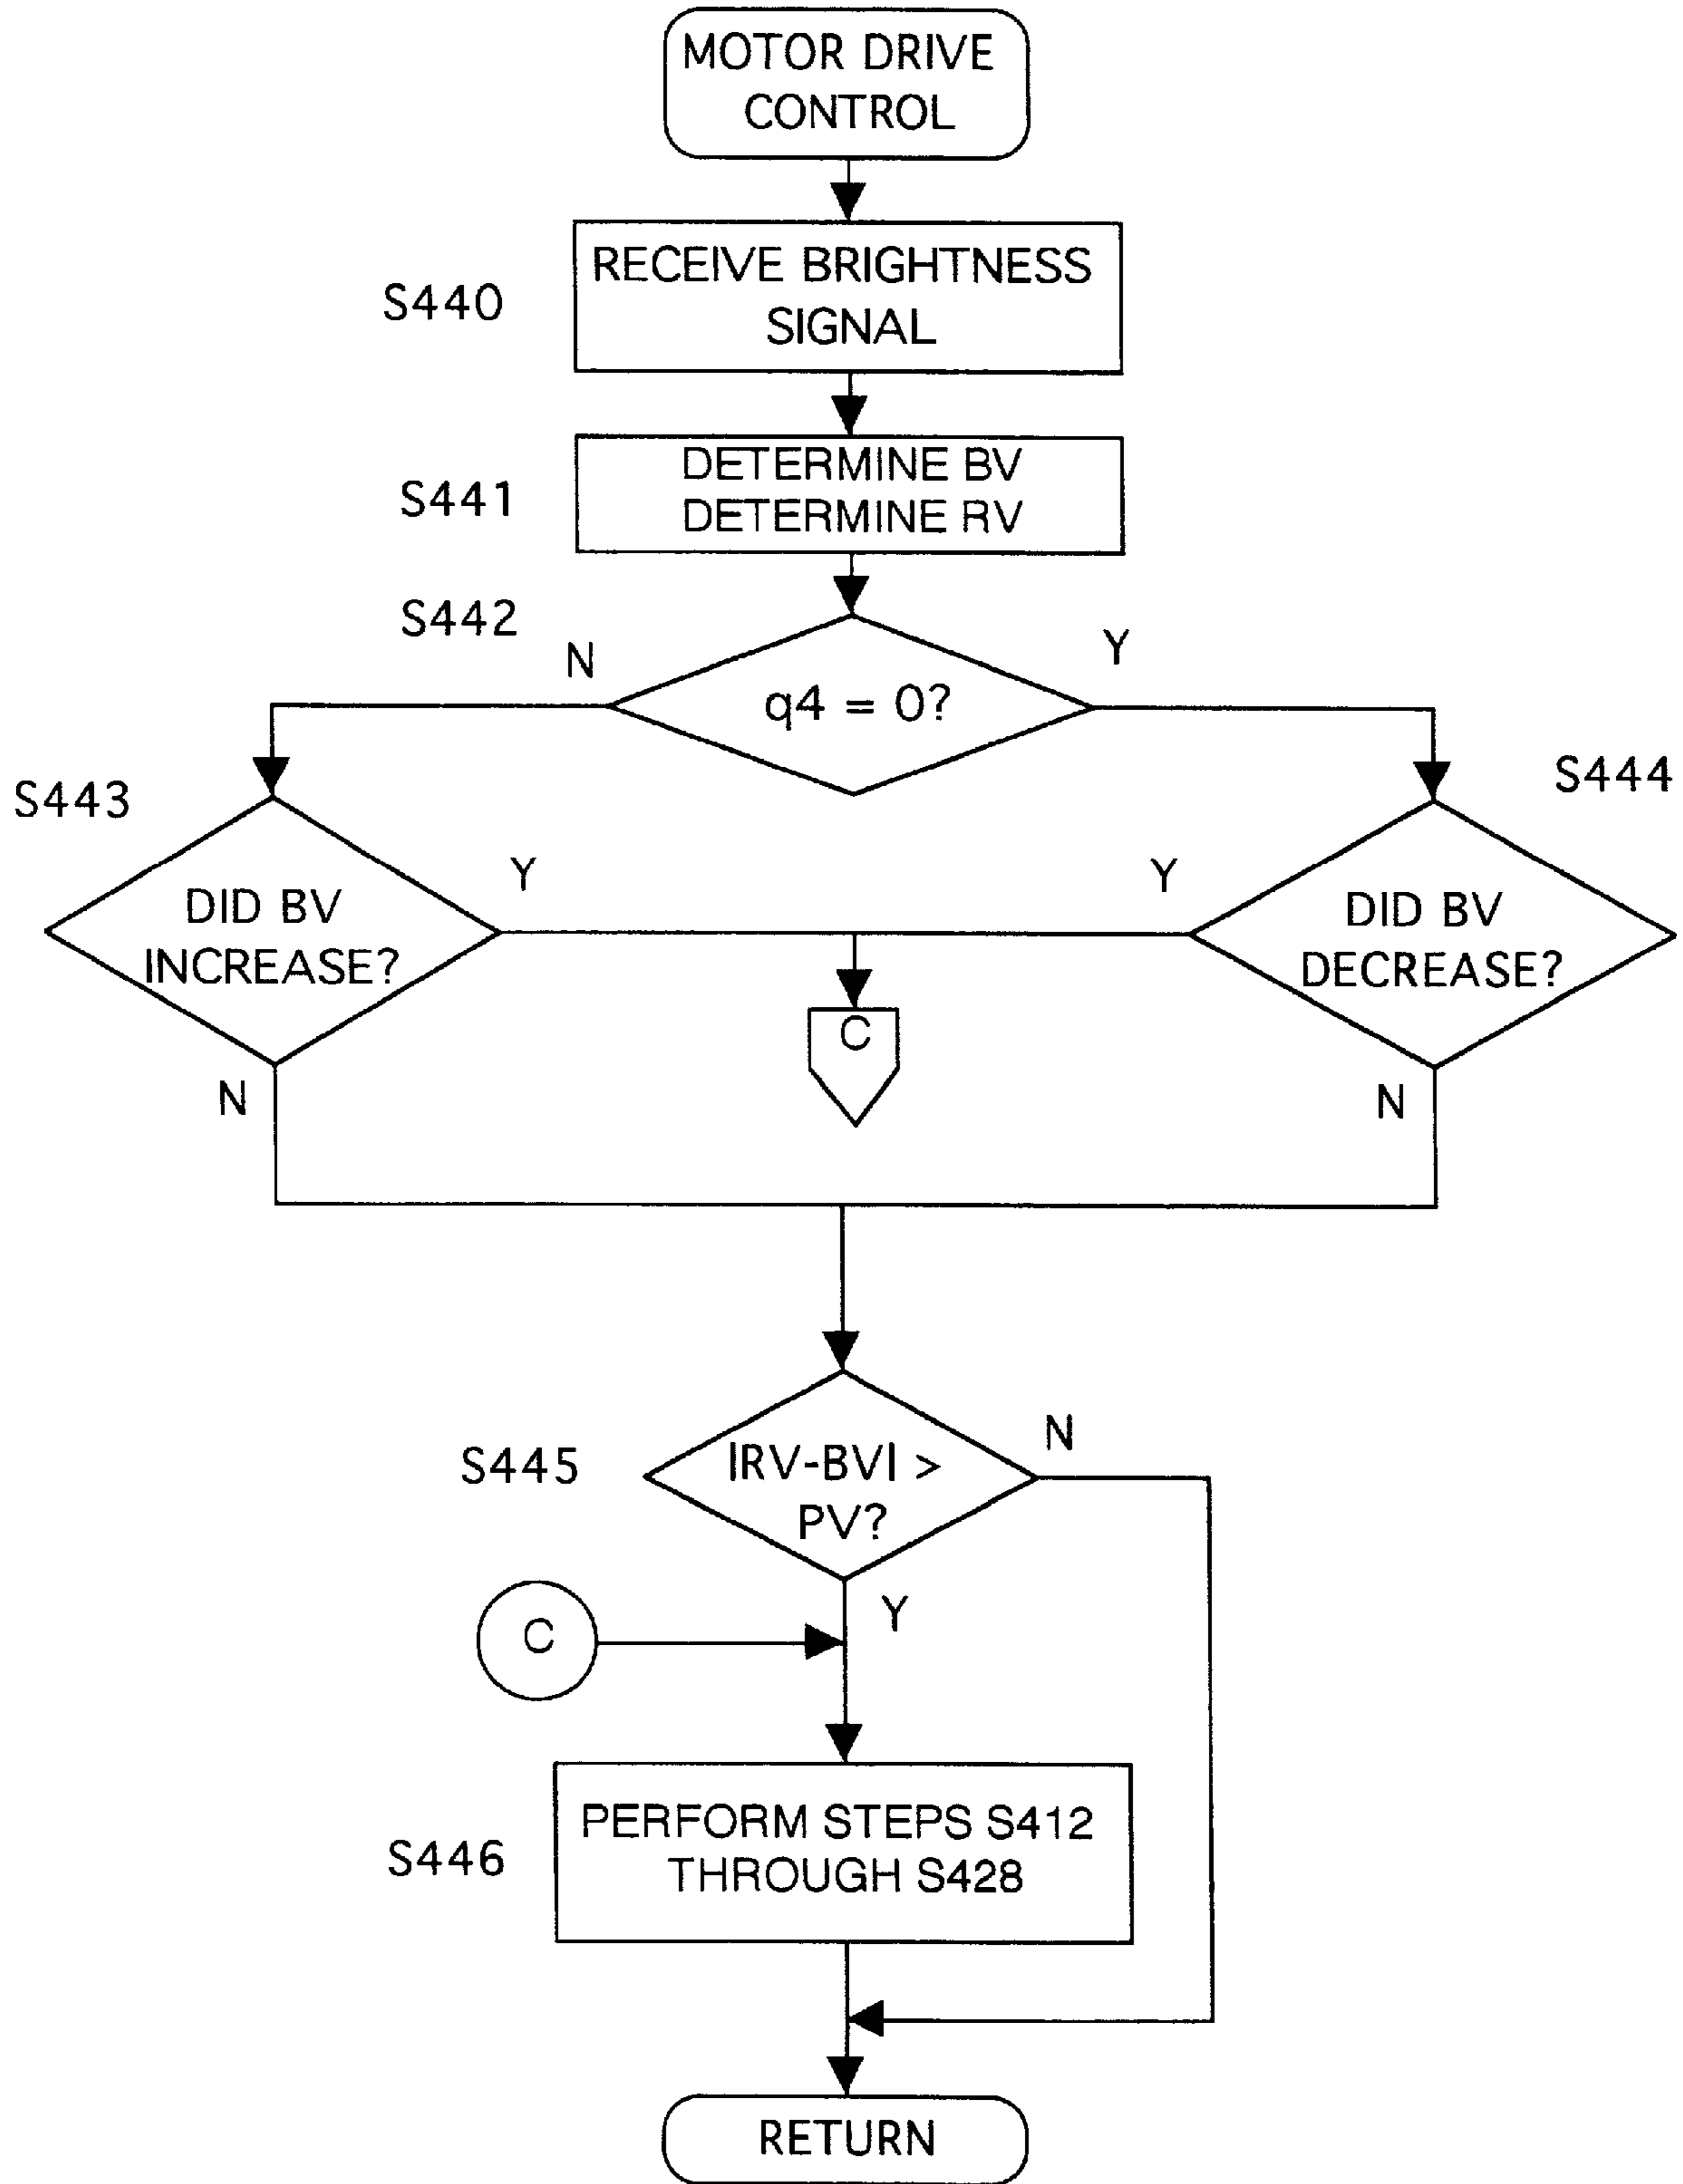 MOTOR DRIVE
CONTROL
S440
RECEIVE BRIGHTNESS
SIGNAL
S441
DETERMINE BV
DETERMINE RV
S442
N
Y
q4 = 0?
S443
S444
DID BV
INCREASE?
Y
Y
DID BV
DECREASE?
C
N
N
S445
|RV-BV| >
PV?
N
Y
C
S446
PERFORM STEPS S412
THROUGH S428
RETURN